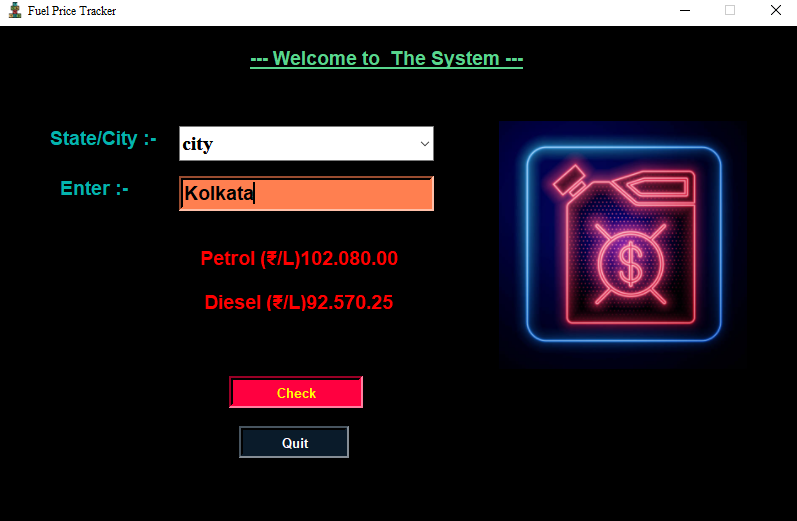 Fuel Price Tracker
--- Welcome to  The System ---
State/City :-
city
Enter :-
Kolkata
Petrol (₹/L)102.080.00
Diesel (₹/L)92.570.25
$
Check
Quit